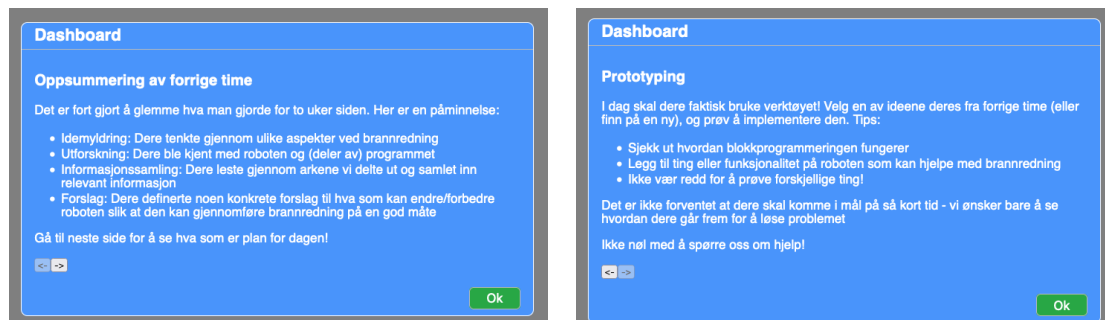 Dashboard
Oppsummering av forrige time
Det er fort gjort å glemme hva man gjorde for to uker siden. Her er en påminnelse:
• Idemyldring: Dere tenkte gjennom ulike aspekter ved brannredning
• Utforskning: Dere ble kjent med roboten og (deler av) programmet
• Informasjonssamling: Dere leste gjennom arkene vi delte ut og samlet inn
relevant informasjon
• Forslag: Dere definerte noen konkrete forslag til hva som kan endre/forbedre
roboten slik at den kan gjennomføre brannredning på en god måte
Gå til neste side for å se hva som er plan for dagen!
<- ->
Ok
Dashboard
Prototyping
I dag skal dere faktisk bruke verktøyet! Velg en av ideene deres fra forrige time (eller
finn på en ny), og prøv å implementere den. Tips:
• Sjekk ut hvordan blokkprogrammeringen fungerer
• Legg til ting eller funksjonalitet på roboten som kan hjelpe med brannredning
• Ikke vær redd for å prøve forskjellige ting!
Det er ikke forventet at dere skal komme i mål på så kort tid - vi ønsker bare å se
hvordan dere går frem for å løse problemet
Ikke nøl med å spørre oss om hjelp!
<- ->
Ok